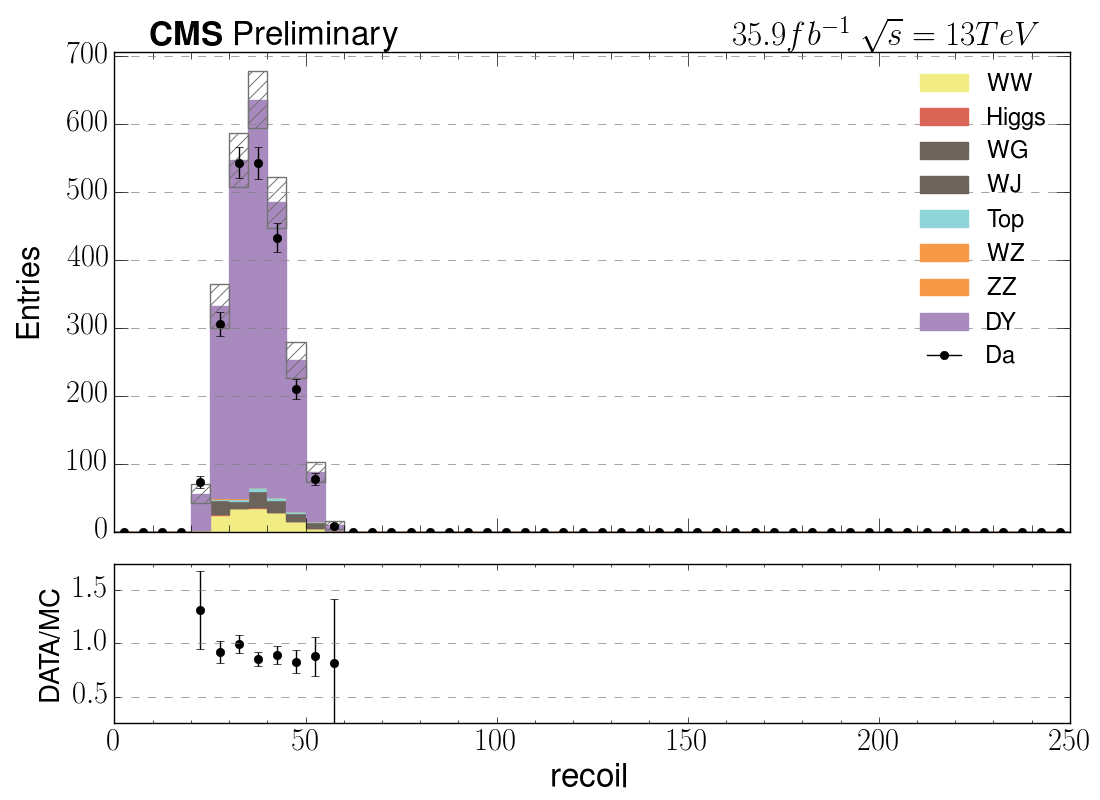 CMS Preliminary 35.9fb⁻¹ √s = 13TeV
700
600
500
400
300
200
100
0
Entries
WW
Higgs
WG
WJ
Top
WZ
ZZ
DY
Da
1.5
1.0
0.5
DATA/MC
0 50 100 150 200 250
recoil